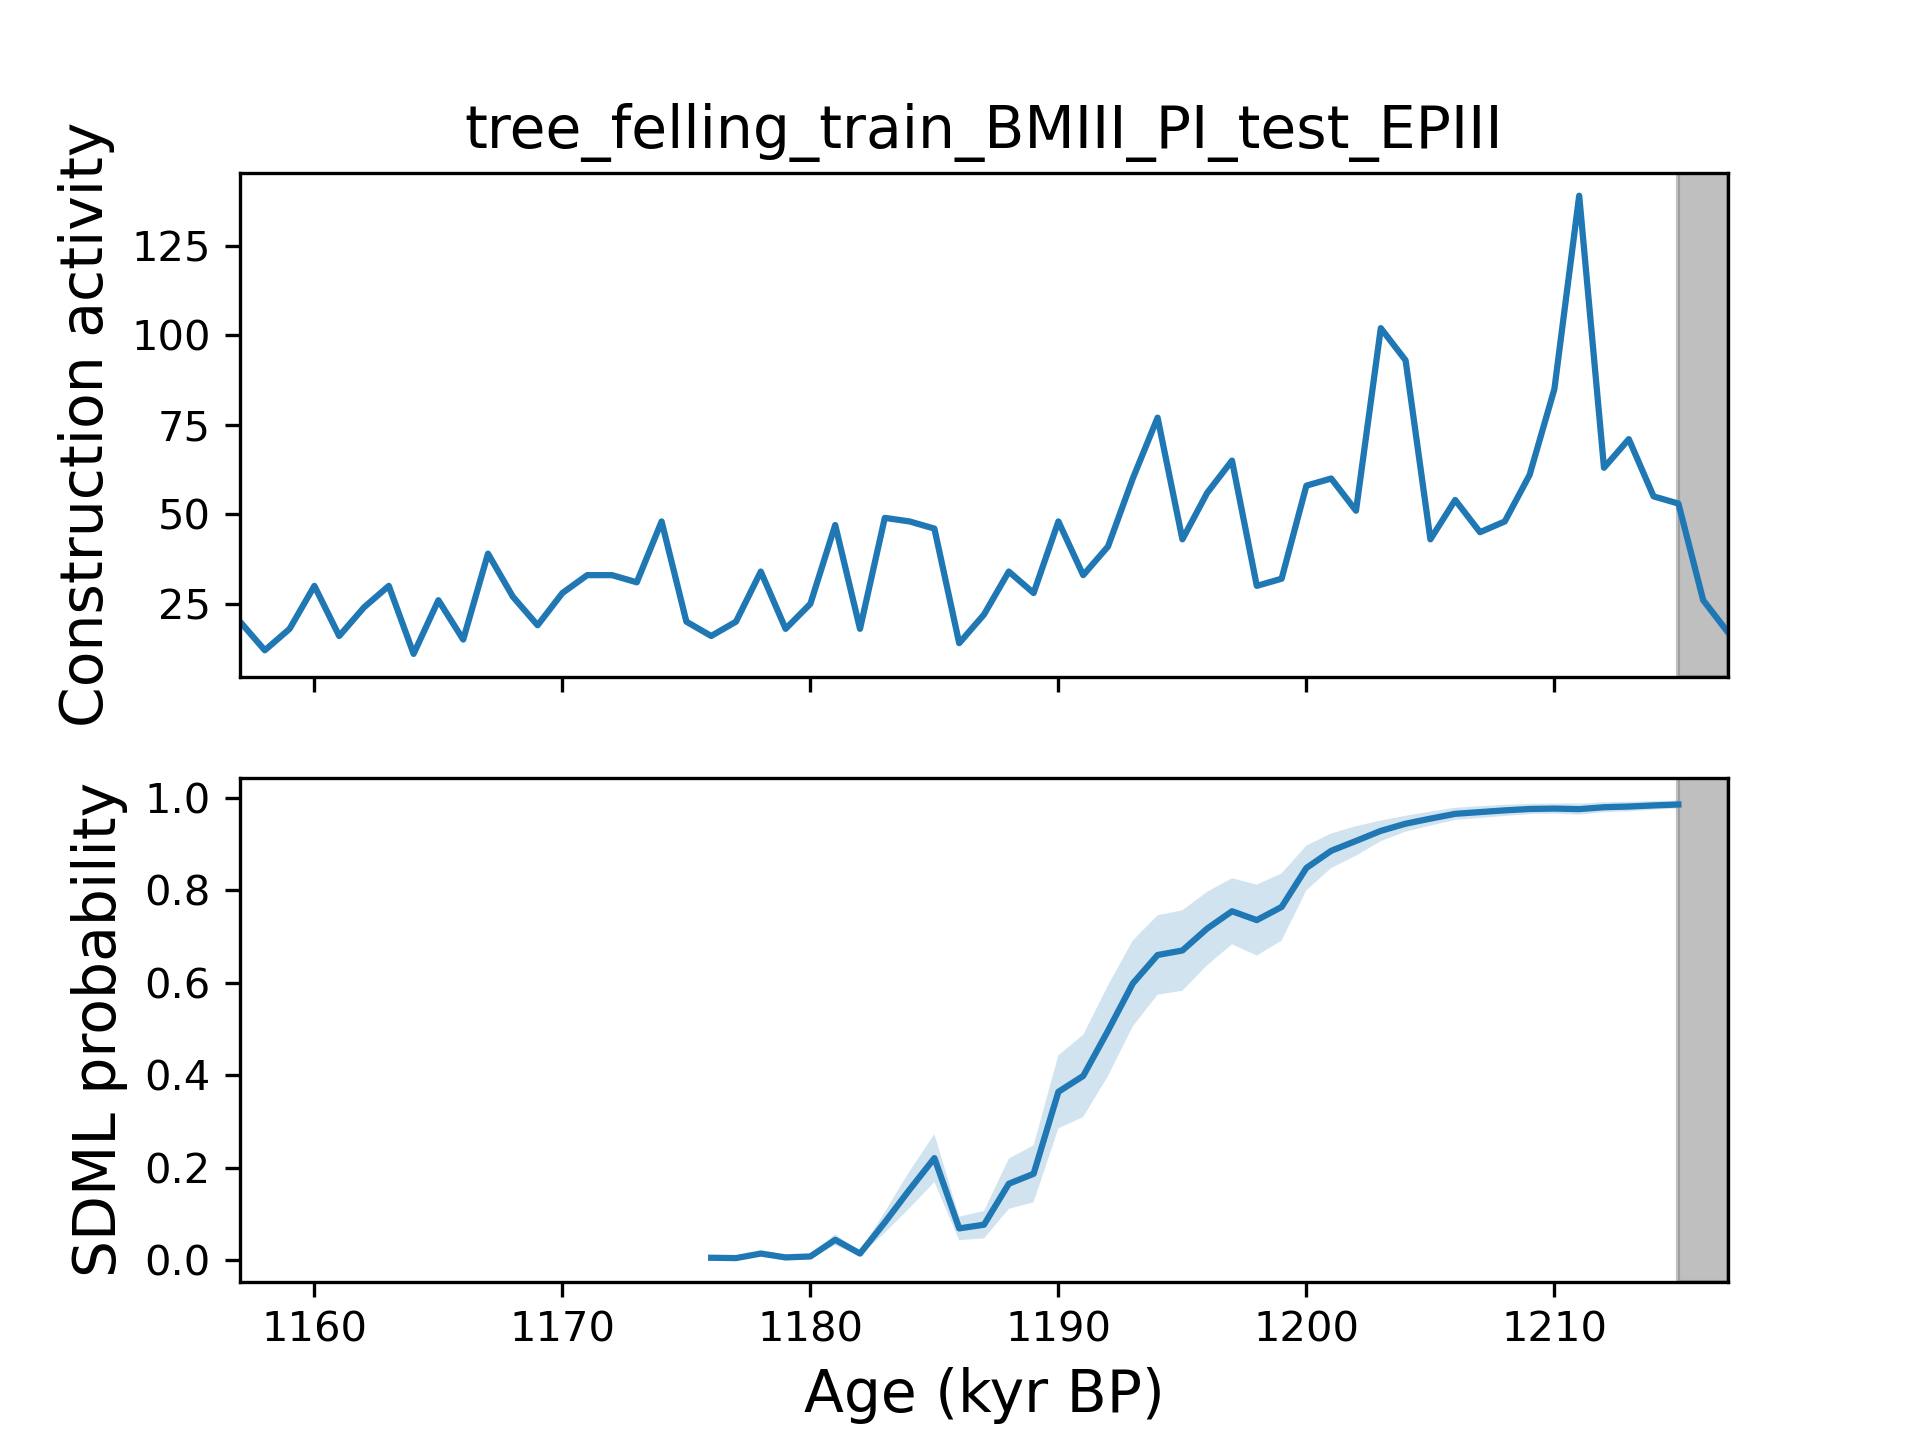 tree_felling_train_BMIII_PI_test_EPIII
Construction activity
125
100
75
50
25
SDML probability
1.0
0.8
0.6
0.4
0.2
0.0
1160 1170 1180 1190 1200 1210
Age (kyr BP)